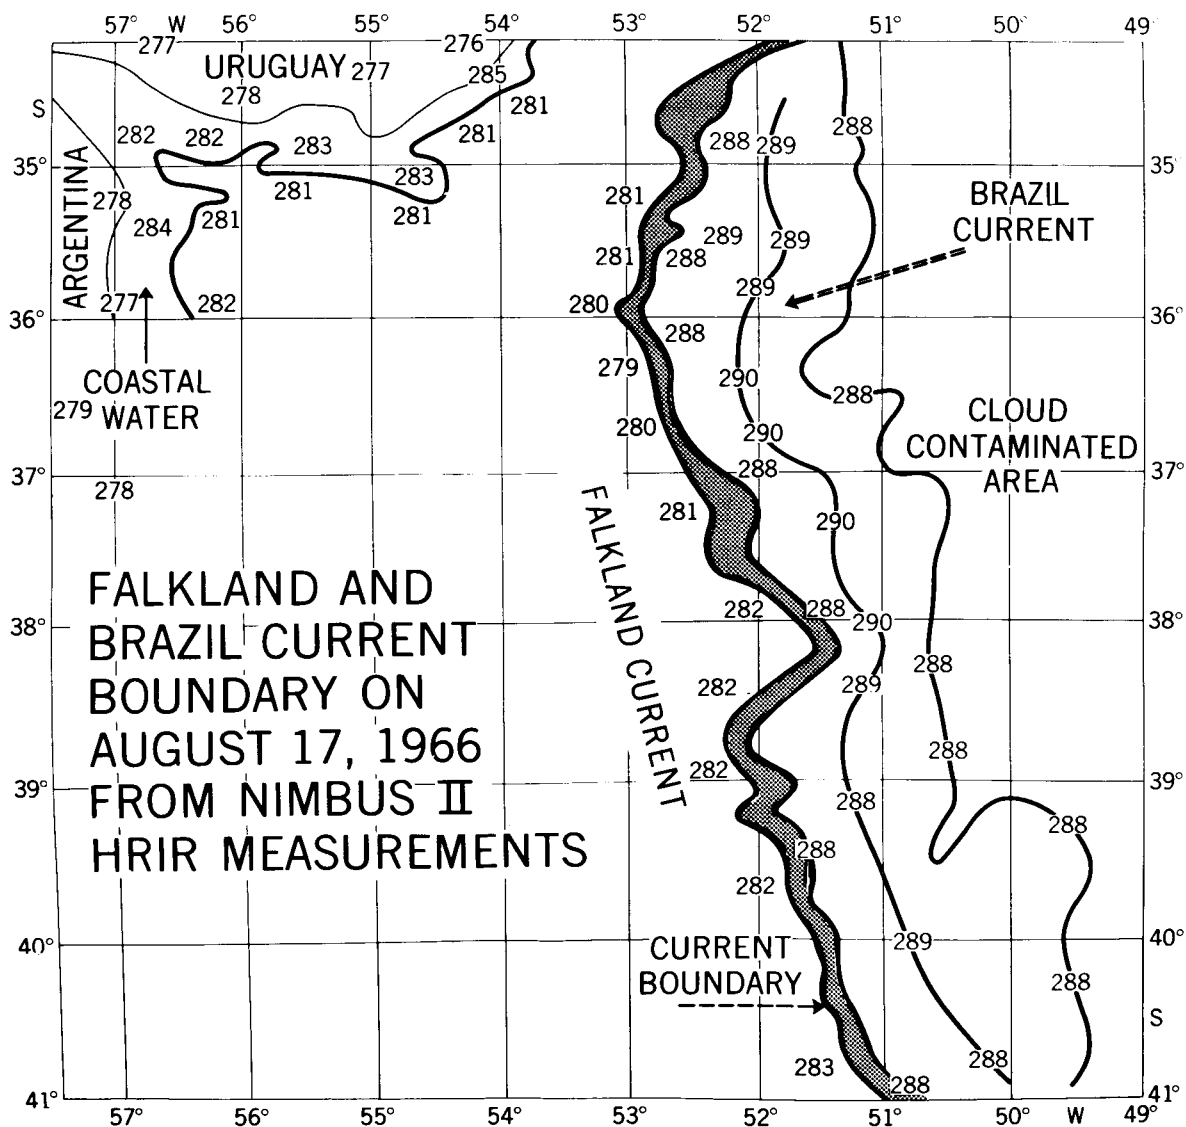 57° W 56° 55° 54° 53° 52° 51° 50° 49°
277 276
URUGUAY 277 285
278
S 281
282 282 283 281 288 289 288
35° 35°
ARGENTINA
278 281 283 281 281
284 281
BRAZIL
CURRENT
289 289
281 288
282 280 289
277
36° 36°
288
279
COASTAL
WATER
279
290 288
CLOUD
CONTAMINATED
AREA
280 290
288
37° 37°
278
281 290
FALKLAND CURRENT
FALKLAND AND
BRAZIL CURRENT
BOUNDARY ON
AUGUST 17, 1966
FROM NIMBUS II
HRIR MEASUREMENTS
282 288 290
38° 38°
288
282 289
288
282
39° 39°
288
288
288
282
40° 289 40°
CURRENT
BOUNDARY
288
S
283 288
288
41° 41°
57° 56° 55° 54° 53° 52° 51° 50° W 49°